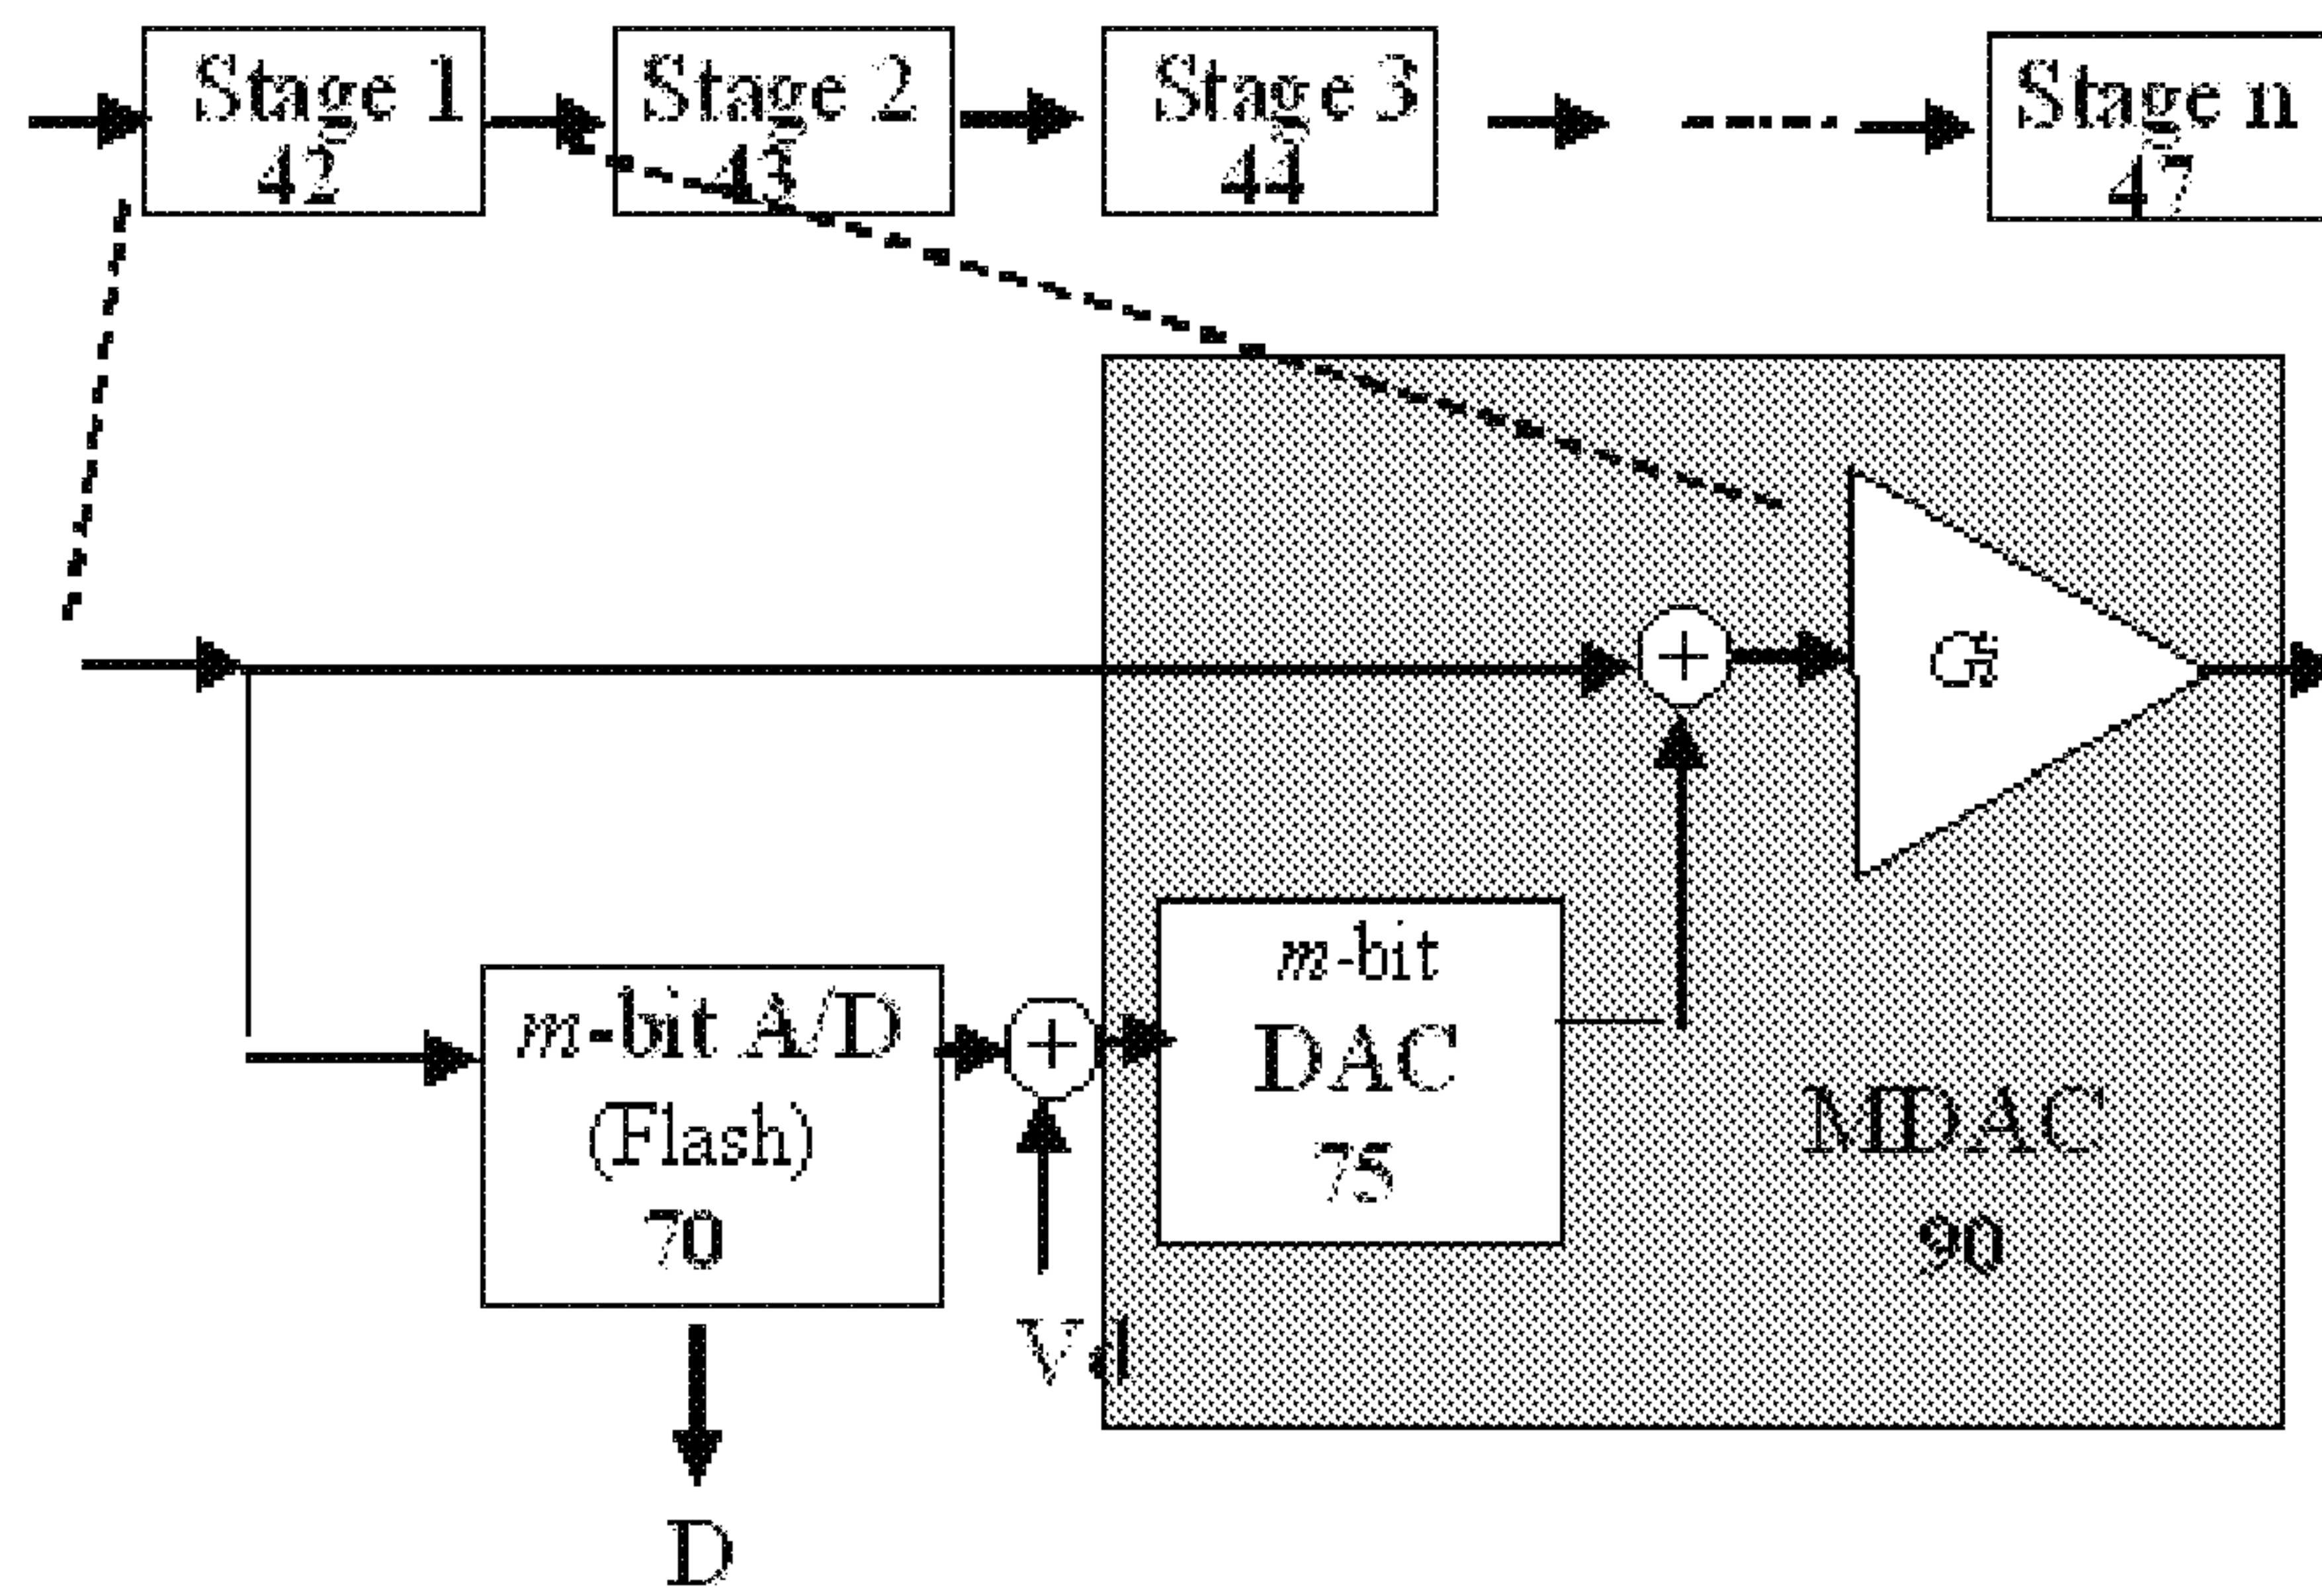 Stage 1
42
Stage 2
43
Stage 3
44
Stage n
47
G
m-bit
DAC
75
m-bit A/D
(Flash)
70
MDAC
90
Vd
D